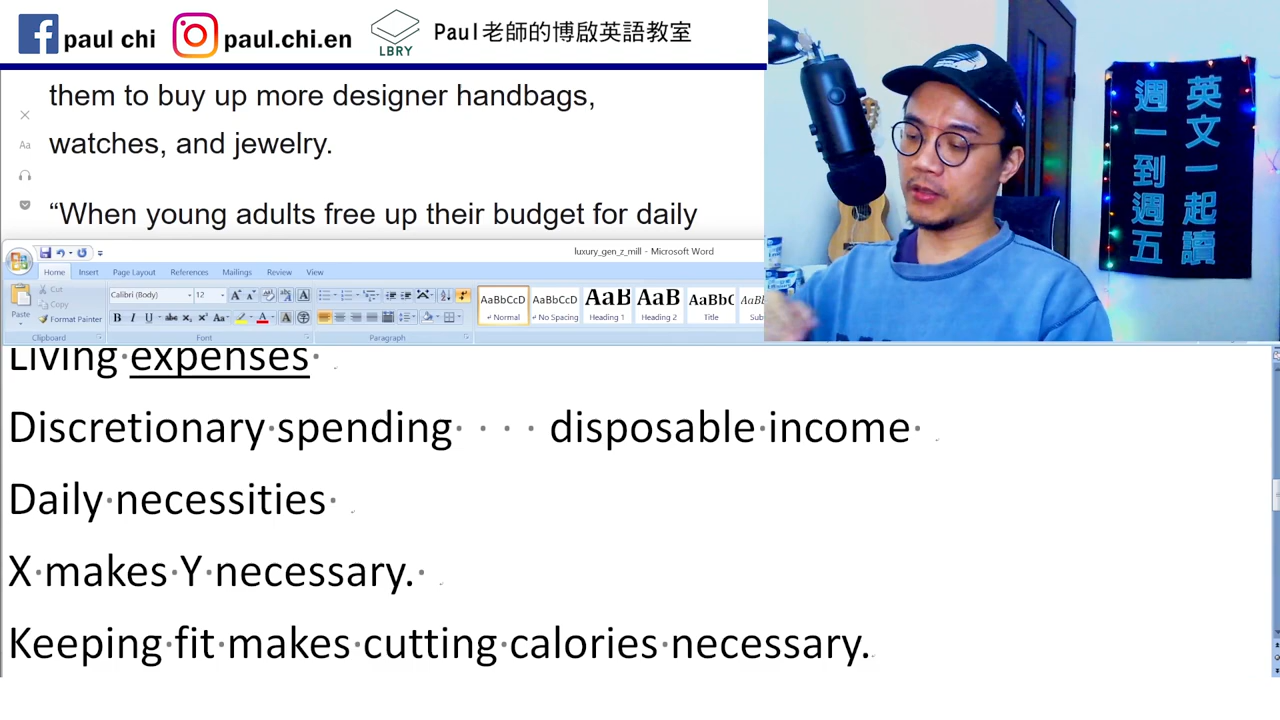 paul chi
paul.chi.en
LBRY
Paul老師的博啟英語教室
them to buy up more designer handbags,
watches, and jewelry.
“When young adults free up their budget for daily
Aa
luxury_gen_z_mill - Microsoft Word
Home Insert Page Layout References Mailings Review View
Paste
Cut
Copy
Format Painter
Clipboard
Calibri (Body) 12
Font
Paragraph
AaBbCcD AaBbCcD AaBb AaBb AaBbC
Normal No Spacing Heading 1 Heading 2 Title Sub
Living expenses
Discretionary spending disposable income
Daily necessities
X makes Y necessary.
Keeping fit makes cutting calories necessary.
英文一起讀
週一到週五